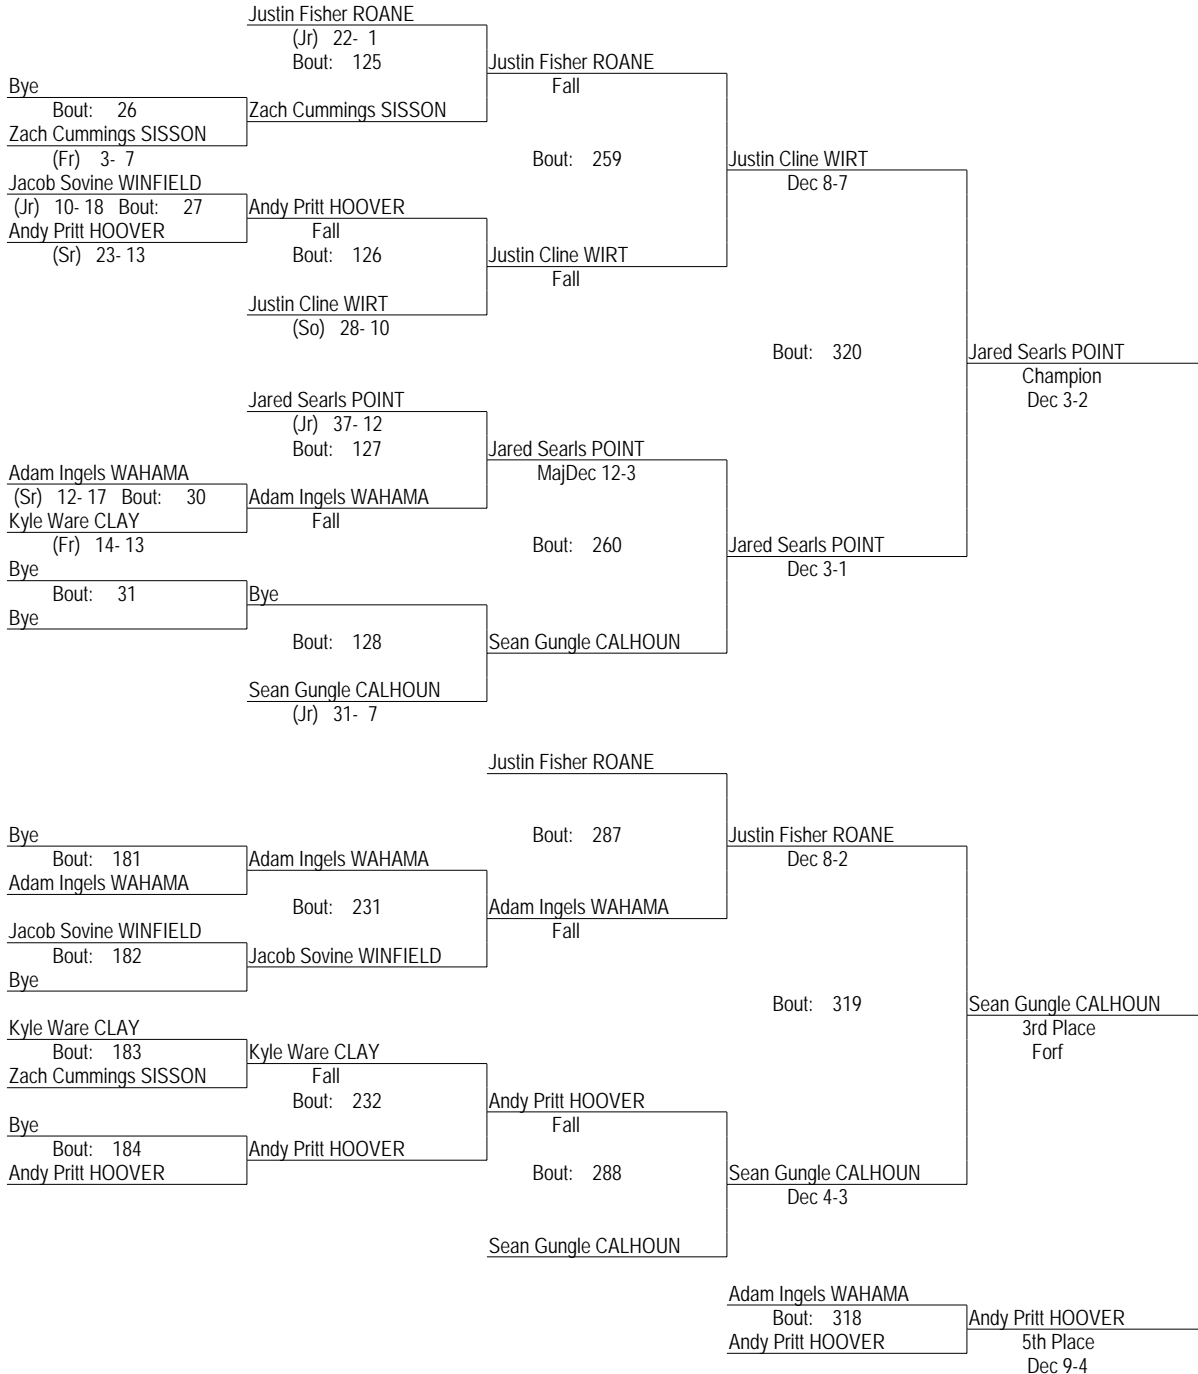 Justin Fisher ROANE
(Jr) 22- 1
Bout: 125
Justin Fisher ROANE
Fall
Bye
Bout: 26
Zach Cummings SISSON
Zach Cummings SISSON
(Fr) 3- 7
Bout: 259
Justin Cline WIRT
Dec 8-7
Jacob Sovine WINFIELD
(Jr) 10- 18 Bout: 27
Andy Pritt HOOVER
Andy Pritt HOOVER
Fall
(Sr) 23- 13
Bout: 126
Justin Cline WIRT
Fall
Justin Cline WIRT
(So) 28- 10
Bout: 320
Jared Searls POINT
Champion
Dec 3-2
Jared Searls POINT
(Jr) 37- 12
Bout: 127
Jared Searls POINT
MajDec 12-3
Adam Ingels WAHAMA
(Sr) 12- 17 Bout: 30
Adam Ingels WAHAMA
Fall
Kyle Ware CLAY
(Fr) 14- 13
Bout: 260
Jared Searls POINT
Dec 3-1
Bye
Bout: 31
Bye
Bye
Bout: 128
Sean Gungle CALHOUN
Sean Gungle CALHOUN
(Jr) 31- 7
Justin Fisher ROANE
Bout: 287
Justin Fisher ROANE
Dec 8-2
Bye
Bout: 181
Adam Ingels WAHAMA
Adam Ingels WAHAMA
Bout: 231
Adam Ingels WAHAMA
Fall
Jacob Sovine WINFIELD
Bout: 182
Jacob Sovine WINFIELD
Bye
Bout: 319
Sean Gungle CALHOUN
3rd Place
Forf
Kyle Ware CLAY
Bout: 183
Kyle Ware CLAY
Fall
Zach Cummings SISSON
Bout: 232
Andy Pritt HOOVER
Fall
Bye
Bout: 184
Andy Pritt HOOVER
Andy Pritt HOOVER
Bout: 288
Sean Gungle CALHOUN
Dec 4-3
Sean Gungle CALHOUN
Adam Ingels WAHAMA
Bout: 318
Andy Pritt HOOVER
Andy Pritt HOOVER
5th Place
Dec 9-4